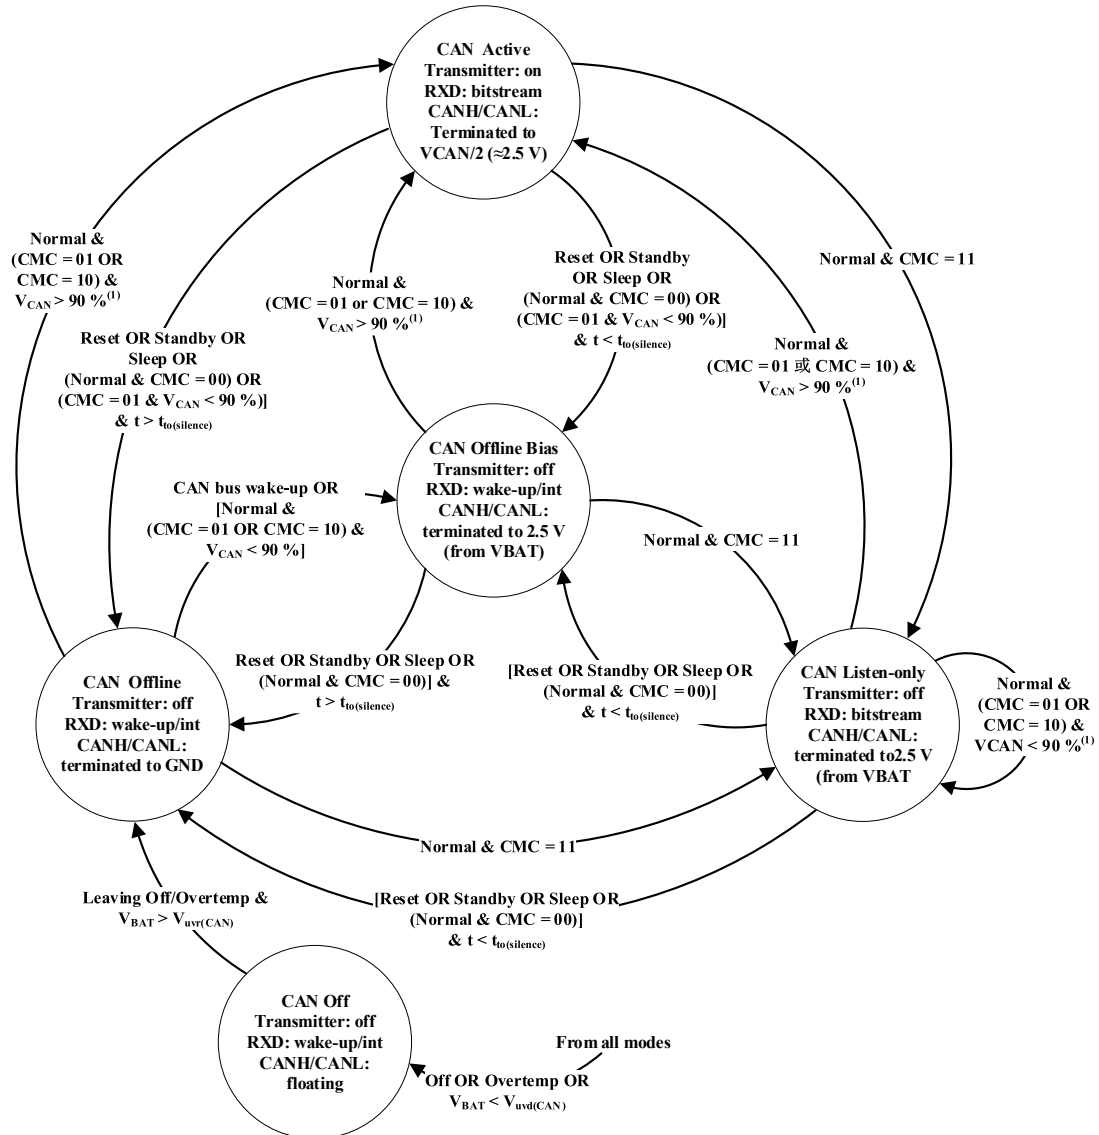 CAN Active
Transmitter: on
RXD: bitstream
CANH/CANL:
Terminated to
VCAN/2 (≈2.5 V)
Normal &
(CMC = 01 OR
CMC = 10) &
VCAN > 90 %(1)
Reset OR Standby OR
Sleep OR
(Normal & CMC = 00) OR
(CMC = 01 & VCAN < 90 %)]
& t > tto(silence)
Normal &
(CMC = 01 or CMC = 10) &
VCAN > 90 %(1)
Reset OR Standby
OR Sleep OR
(Normal & CMC = 00) OR
(CMC = 01 & VCAN < 90 %)]
& t < tto(silence)
Normal & CMC = 11
Normal &
(CMC = 01 或 CMC = 10) &
VCAN > 90 %(1)
CAN bus wake-up OR
[Normal &
(CMC = 01 OR CMC = 10) &
VCAN < 90 %]
CAN Offline Bias
Transmitter: off
RXD: wake-up/int
CANH/CANL:
terminated to 2.5 V
(from VBAT)
Normal & CMC = 11
Reset OR Standby OR Sleep OR
(Normal & CMC = 00)] &
t > tto(silence)
[Reset OR Standby OR Sleep OR
(Normal & CMC = 00)]
& t < tto(silence)
CAN Offline
Transmitter: off
RXD: wake-up/int
CANH/CANL:
terminated to GND
CAN Listen-only
Transmitter: off
RXD: bitstream
CANH/CANL:
terminated to2.5 V
(from VBAT
Normal &
(CMC = 01 OR
CMC = 10) &
VCAN < 90 %(1)
Normal & CMC = 11
[Reset OR Standby OR Sleep OR
(Normal & CMC = 00)]
& t < tto(silence)
Leaving Off/Overtemp &
VBAT > Vuvr(CAN)
CAN Off
Transmitter: off
RXD: wake-up/int
CANH/CANL:
floating
From all modes
Off OR Overtemp OR
VBAT < Vuvd(CAN)